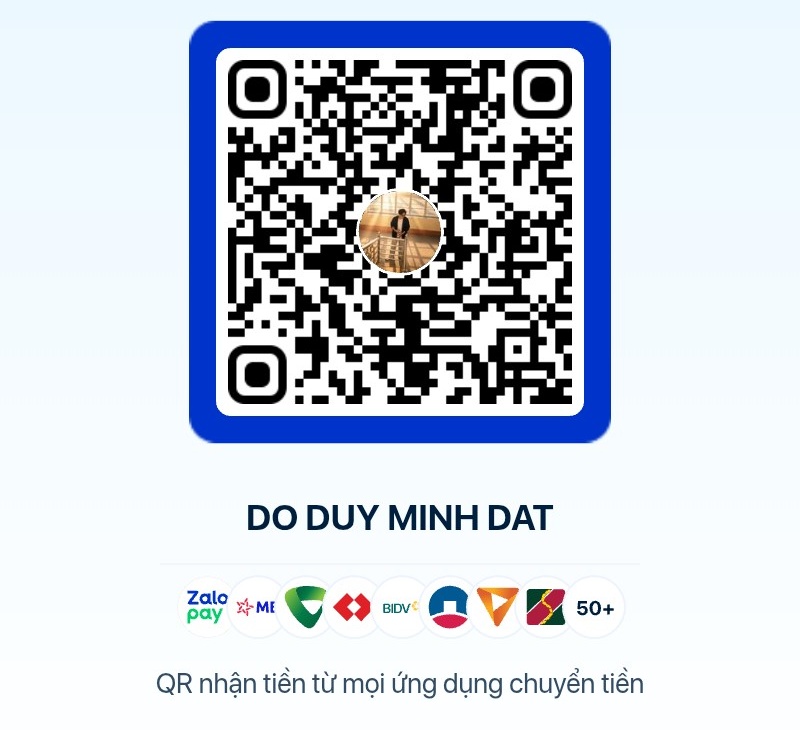 DO DUY MINH DAT
Zalo pay
BIDV
50+
QR nhận tiền từ mọi ứng dụng chuyển tiền